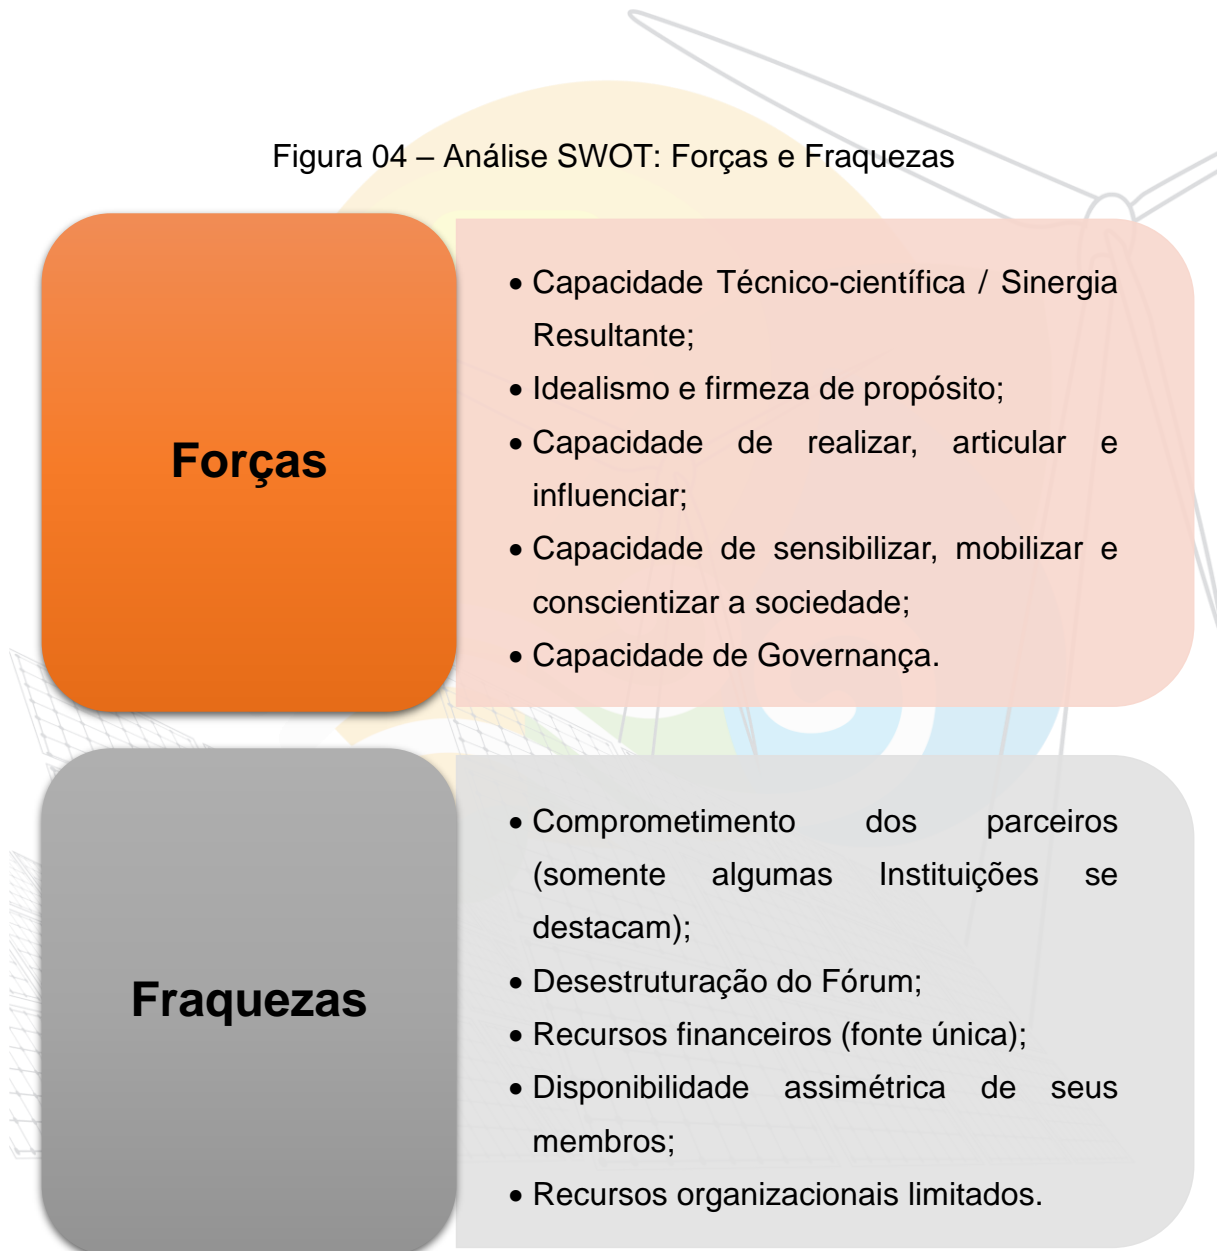 Figura 04 – Análise SWOT: Forças e Fraquezas
Forças
• Capacidade Técnico-científica / Sinergia
Resultante;
• Idealismo e firmeza de propósito;
• Capacidade de realizar, articular e
influenciar;
• Capacidade de sensibilizar, mobilizar e
conscientizar a sociedade;
• Capacidade de Governança.
Fraquezas
• Comprometimento dos parceiros
(somente algumas Instituições se
destacam);
• Desestruturação do Fórum;
• Recursos financeiros (fonte única);
• Disponibilidade assimétrica de seus
membros;
• Recursos organizacionais limitados.